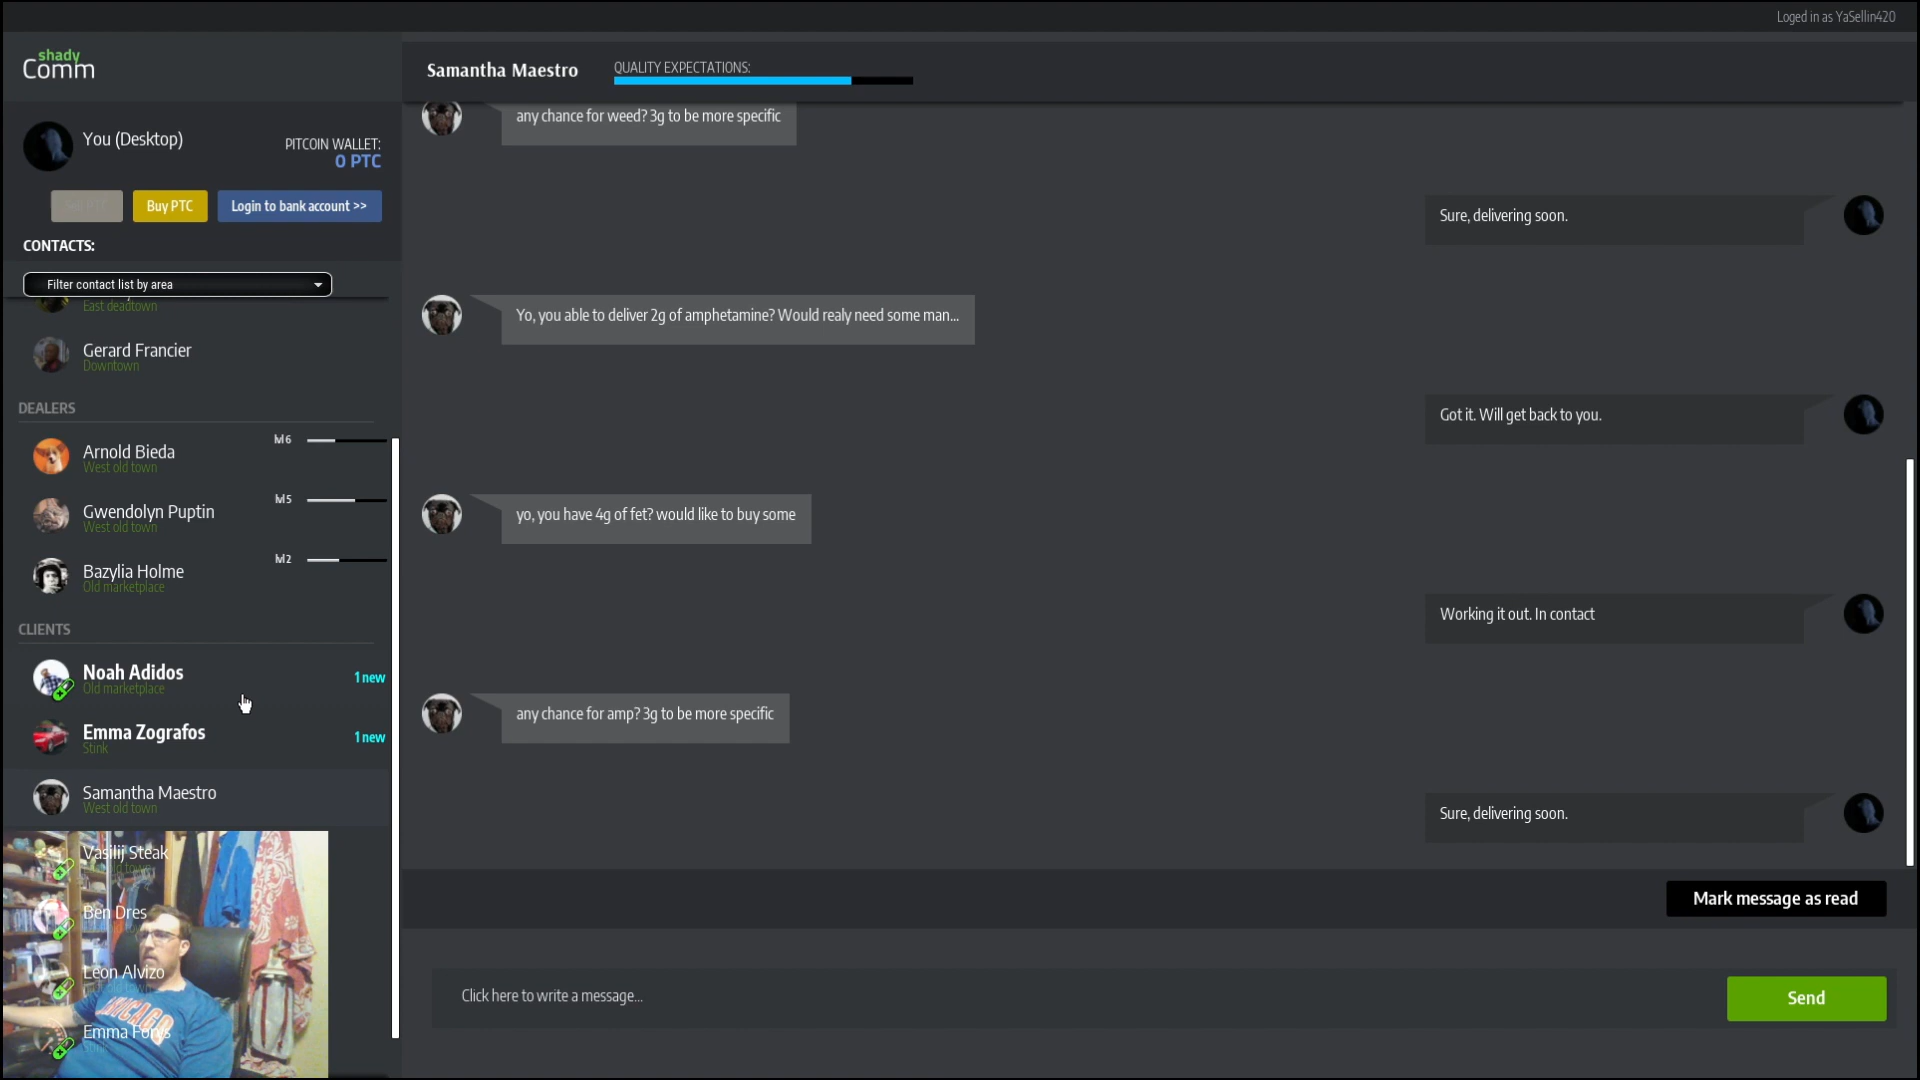 Loged in as YaSellin420
shady
Comm
Samantha Maestro
QUALITY EXPECTATIONS:
You (Desktop)
PITCOIN WALLET:
0 PTC
Buy PTC
Login to bank account >>
CONTACTS:
Filter contact list by area
East deadtown
Gerard Francier
Downtown
DEALERS
Arnold Bieda
West old town
lvl 6
Gwendolyn Puptin
West old town
lvl 5
Bazylia Holme
Old marketplace
lvl 2
CLIENTS
Noah Adidos
Old marketplace
1 new
Emma Zografos
Stink
1 new
Samantha Maestro
West old town
Vasilij Steak
Ben Dres
Leon Alvizo
CHICAGO
any chance for weed? 3g to be more specific
Sure, delivering soon.
Yo, you able to deliver 2g of amphetamine? Would realy need some man...
Got it. Will get back to you.
yo, you have 4g of fet? would like to buy some
Working it out. In contact
any chance for amp? 3g to be more specific
Sure, delivering soon.
Mark message as read
Click here to write a message...
Send